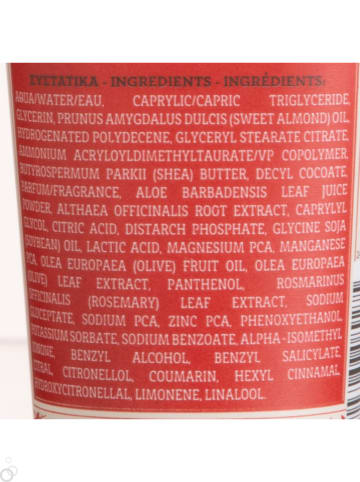 ΣΥΣΤΑΤΙΚΑ - INGREDIENTS - INGRÉDIENTS:
AQUA/WATER/EAU, CAPRYLIC/CAPRIC TRIGLYCERIDE,
GLYCERIN, PRUNUS AMYGDALUS DULCIS (SWEET ALMOND) OIL,
HYDROGENATED POLYDECENE, GLYCERYL STEARATE CITRATE,
AMMONIUM ACRYLOYLDIMETHYLTAURATE/VP COPOLYMER,
BUTYROSPERMUM PARKII (SHEA) BUTTER, DECYL COCOATE,
PARFUM/FRAGRANCE, ALOE BARBADENSIS LEAF JUICE
POWDER, ALTHAEA OFFICINALIS ROOT EXTRACT, CAPRYLYL
GLYCOL, CITRIC ACID, DISTARCH PHOSPHATE, GLYCINE SOJA
(SOYBEAN) OIL, LACTIC ACID, MAGNESIUM PCA, MANGANESE
PCA, OLEA EUROPAEA (OLIVE) FRUIT OIL, OLEA EUROPAEA
(OLIVE) LEAF EXTRACT, PANTHENOL, ROSMARINUS
OFFICINALIS (ROSEMARY) LEAF EXTRACT, SODIUM
GLUCEPTATE, SODIUM PCA, ZINC PCA, PHENOXYETHANOL,
POTASSIUM SORBATE, SODIUM BENZOATE, ALPHA-ISOMETHYL
IONONE, BENZYL ALCOHOL, BENZYL SALICYLATE,
CITRAL, CITRONELLOL, COUMARIN, HEXYL CINNAMAL,
HYDROXYCITRONELLAL, LIMONENE, LINALOOL.